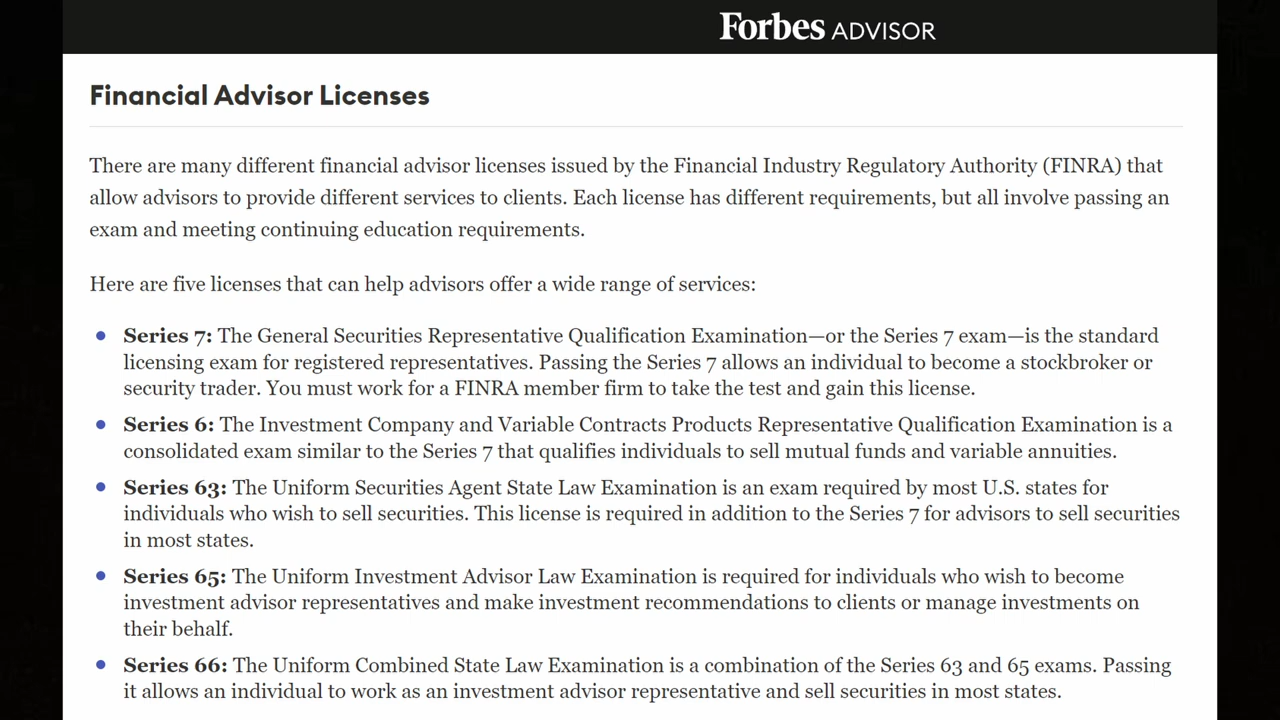 Forbes ADVISOR
Financial Advisor Licenses
There are many different financial advisor licenses issued by the Financial Industry Regulatory Authority (FINRA) that
allow advisors to provide different services to clients. Each license has different requirements, but all involve passing an
exam and meeting continuing education requirements.
Here are five licenses that can help advisors offer a wide range of services:
• Series 7: The General Securities Representative Qualification Examination—or the Series 7 exam—is the standard
licensing exam for registered representatives. Passing the Series 7 allows an individual to become a stockbroker or
security trader. You must work for a FINRA member firm to take the test and gain this license.
• Series 6: The Investment Company and Variable Contracts Products Representative Qualification Examination is a
consolidated exam similar to the Series 7 that qualifies individuals to sell mutual funds and variable annuities.
• Series 63: The Uniform Securities Agent State Law Examination is an exam required by most U.S. states for
individuals who wish to sell securities. This license is required in addition to the Series 7 for advisors to sell securities
in most states.
• Series 65: The Uniform Investment Advisor Law Examination is required for individuals who wish to become
investment advisor representatives and make investment recommendations to clients or manage investments on
their behalf.
• Series 66: The Uniform Combined State Law Examination is a combination of the Series 63 and 65 exams. Passing
it allows an individual to work as an investment advisor representative and sell securities in most states.